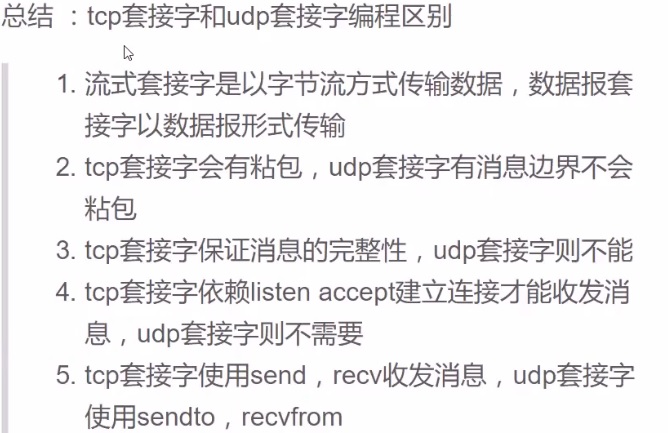 总结 ：tcp套接字和udp套接字编程区别
1. 流式套接字是以字节流方式传输数据，数据报套
接字以数据报形式传输
2. tcp套接字会有粘包，udp套接字有消息边界不会
粘包
3. tcp套接字保证消息的完整性，udp套接字则不能
4. tcp套接字依赖listen accept建立连接才能收发消
息，udp套接字则不需要
5. tcp套接字使用send，recv收发消息，udp套接字
使用sendto，recvfrom